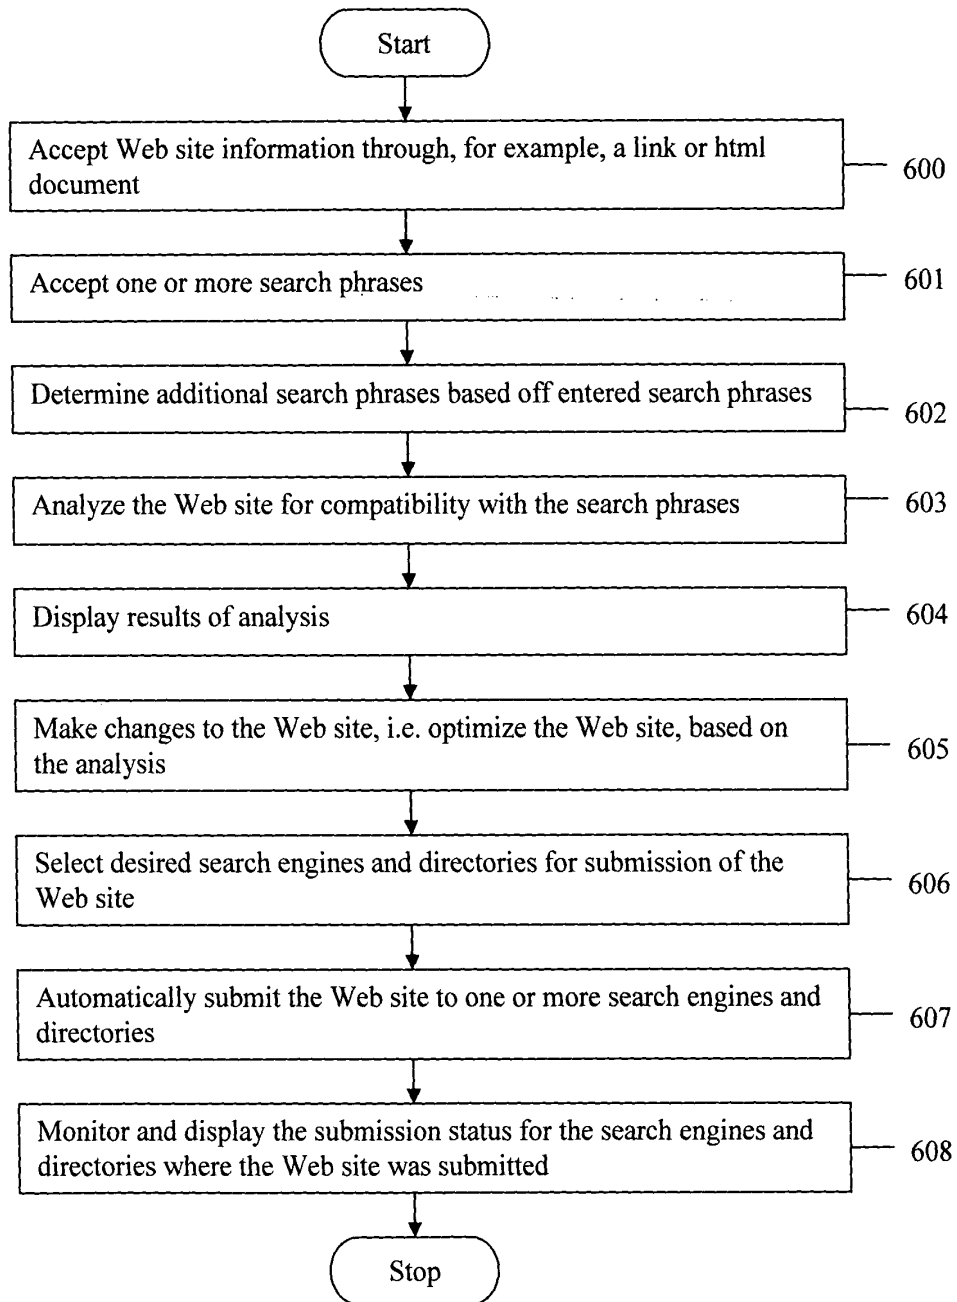 Start
Accept Web site information through, for example, a link or html
document
600
Accept one or more search phrases
601
Determine additional search phrases based off entered search phrases
602
Analyze the Web site for compatibility with the search phrases
603
Display results of analysis
604
Make changes to the Web site, i.e. optimize the Web site, based on
the analysis
605
Select desired search engines and directories for submission of the
Web site
606
Automatically submit the Web site to one or more search engines and
directories
607
Monitor and display the submission status for the search engines and
directories where the Web site was submitted
608
Stop